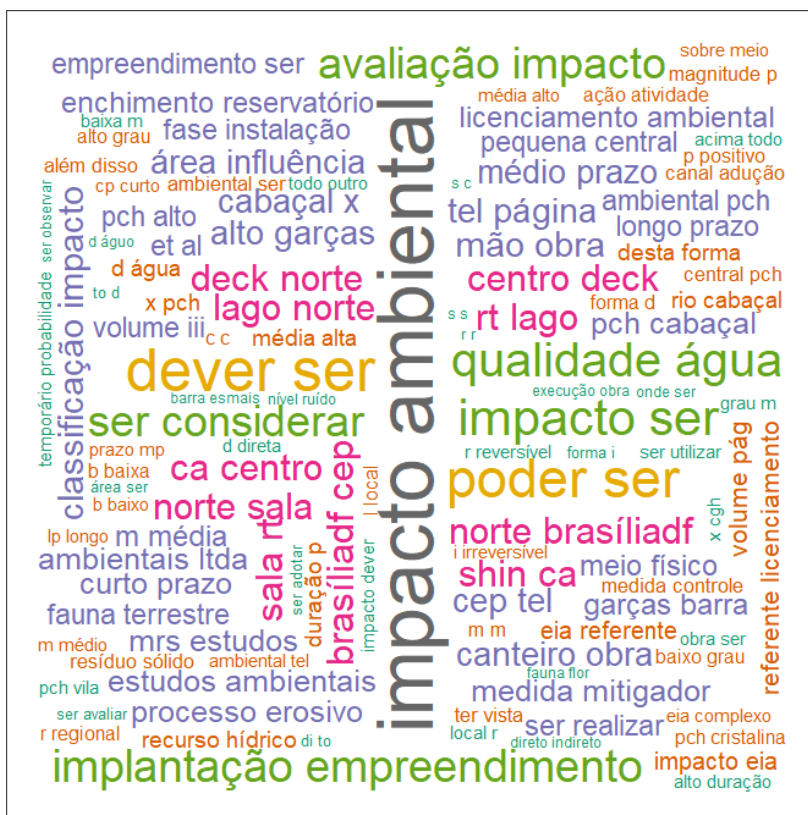 empreendimento ser
avaliação impacto
sobre meio
magnitude p
enchimento reservatório
média alto
ação atividade
baixa m
alto grau
fase instalação
licenciamento ambiental
pequena central
acima todo
p positivo
além disso
área influência
médio prazo
canal adução
cp curto
ambiental ser
todo outro
s c
ser observar
pch alto
cabaçal x
tel página
ambiental pch
d águo
et al
alto garças
mão obra
longo prazo
desta forma
classificação impacto
impacto ambiental
d água
deck norte
centro deck
central pch
to d
x pch
lago norte
s s
rt lago
forma d
rio cabaçal
volume iii
c c
média alta
r r
pch cabaçal
temporário probabilidade
dever ser
qualidade água
barra esmais
nível ruído
execução obra
onde ser
ser considerar
impacto ser
grau m
prazo mp
d direta
r reversível
forma i
ser utilizar
b baixa
ca centro
poder ser
área ser
b baixo
norte sala
brasíliadf cep
l local
norte brasíliadf
x cgh
volume pág
lp longo
m média
sala rt
i irreversível
ambientais ltda
ser adotar
duração p
impacto dever
shin ca
meio físico
referente licenciamento
curto prazo
medida controle
fauna terrestre
cep tel
garças barra
m médio
mrs estudos
m m
eia referente
obra ser
resíduo sólido
ambiental tel
canteiro obra
baixo grau
pch vila
estudos ambientais
fauna flor
medida mitigador
ser avaliar
processo erosivo
ter vista
ser realizar
eia complexo
r regional
recurso hídrico
di to
local r
direto indireto
pch cristalina
implantação empreendimento
impacto eia
alto duração